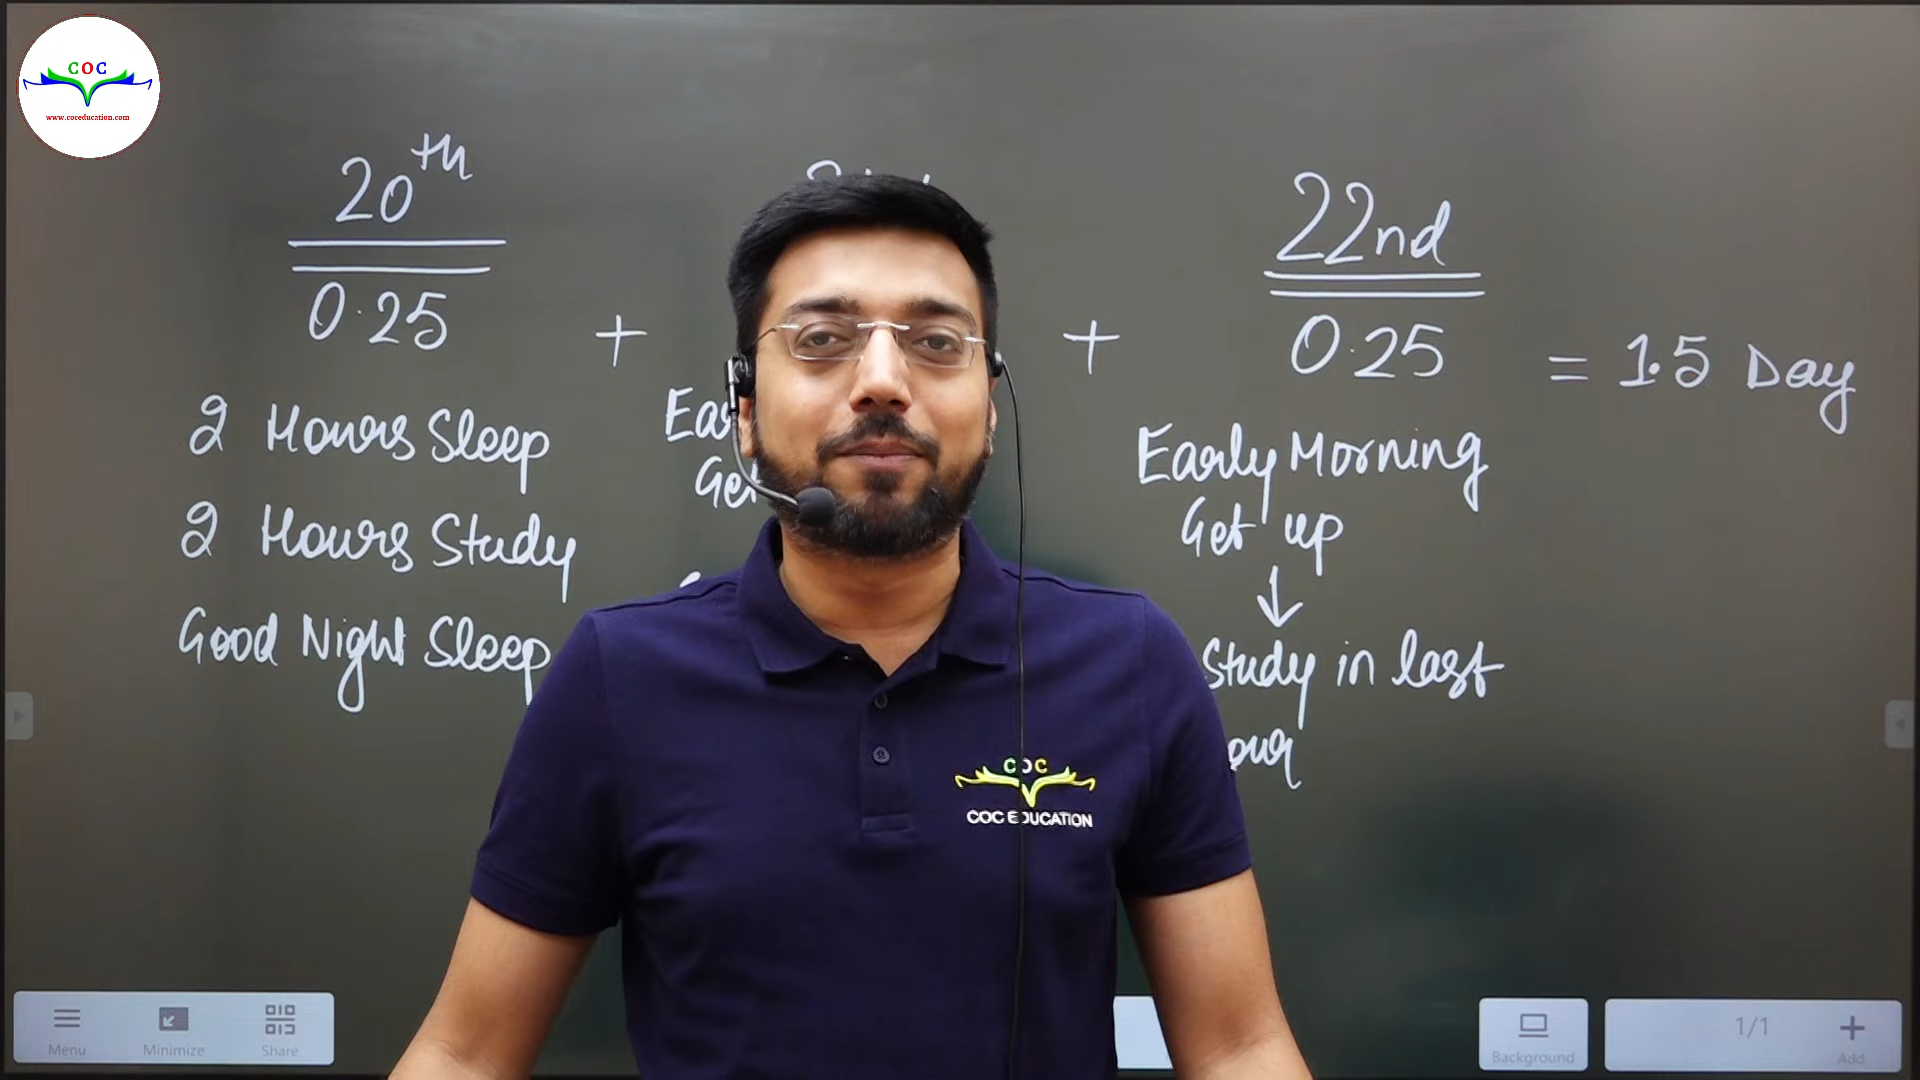 COC
www.coceducation.com
20th
0.25
2 Hours Sleep
2 Hours Study
Good Night Sleep
+
+
22nd
0.25
= 1.5 Day
Early Morning
Get up
↓
Study in last
Get
COC
COC EDUCATION
Menu
Minimize
Share
Background
1/1
Add